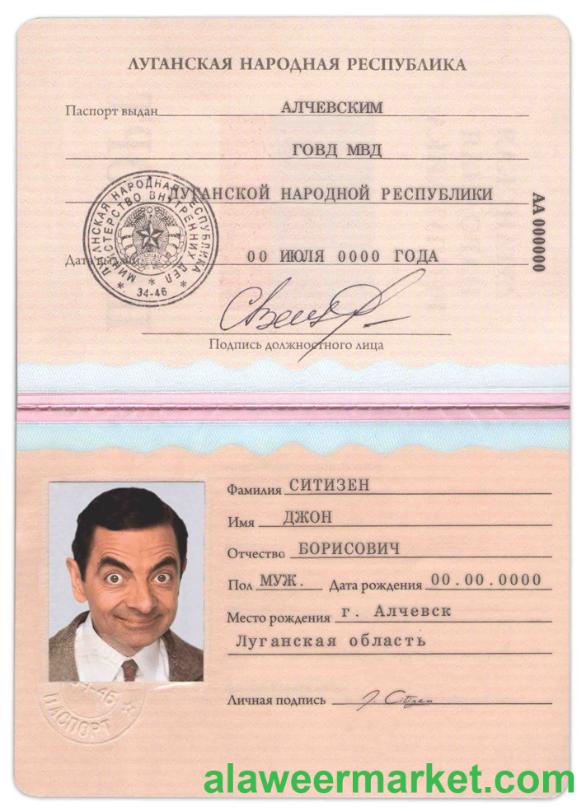 ЛУГАНСКАЯ НАРОДНАЯ РЕСПУБЛИКА
Паспорт выдан АЛЧЕВСКИМ
ГОВД МВД
ЛУГАНСКОЙ НАРОДНОЙ РЕСПУБЛИКИ
Дата выдачи 00 ИЮЛЯ 0000 ГОДА
АА 000000
ЛУГАНСКАЯ НАРОДНАЯ РЕСПУБЛИКА
МИНИСТЕРСТВО ВНУТРЕННИХ ДЕЛ
34-46
Подпись должностного лица
Фамилия СИТИЗЕН
Имя ДЖОН
Отчество БОРИСОВИЧ
Пол МУЖ. Дата рождения 00.00.0000
Место рождения г. Алчевск
Луганская область
Личная подпись J. Citizen
34-46
ПАСПОРТ
alaweermarket.com